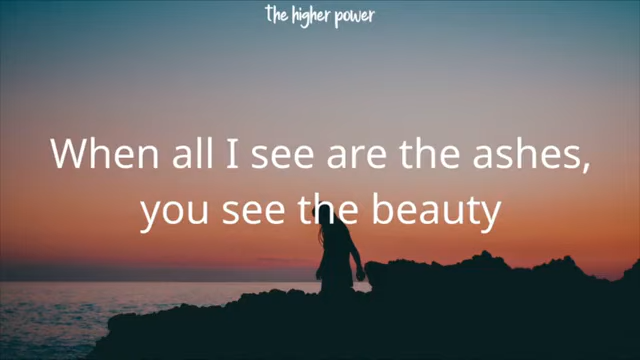 the higher power
When all I see are the ashes,
you see the beauty